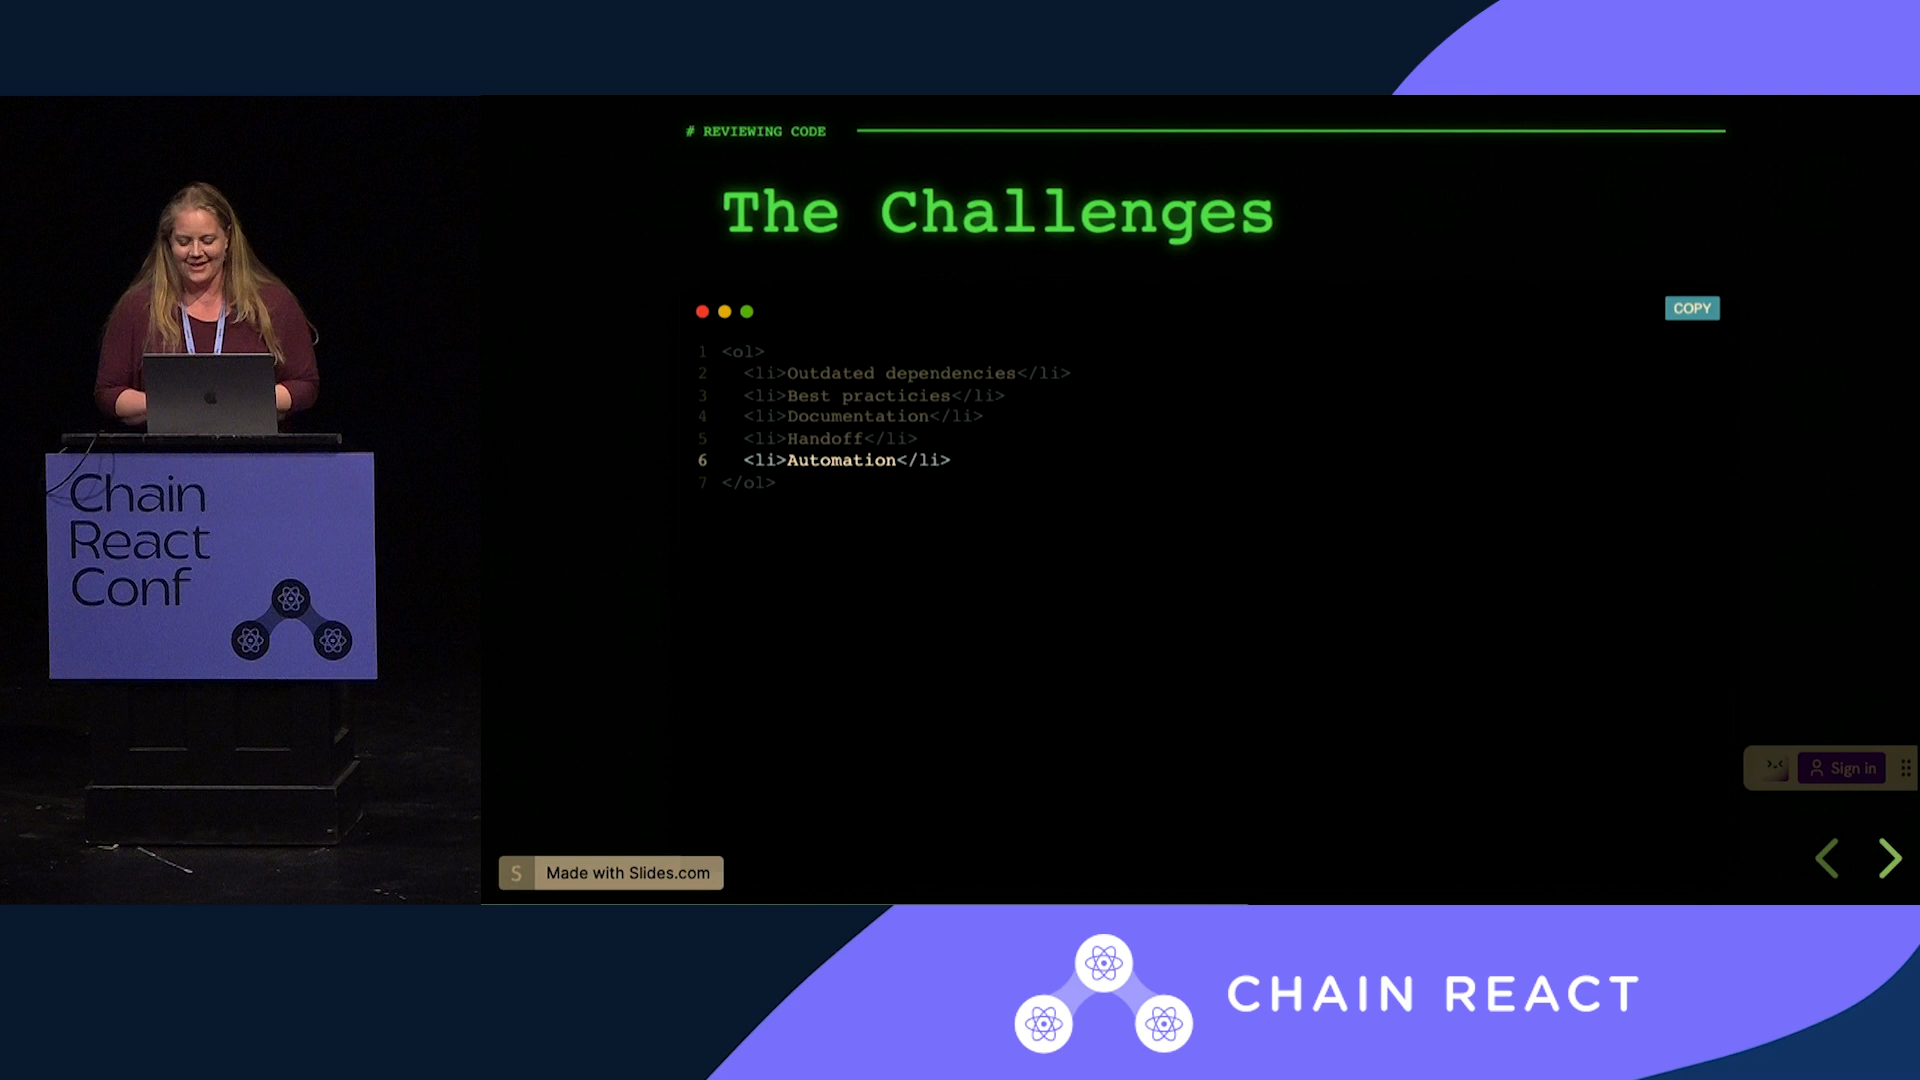 # REVIEWING CODE
The Challenges
COPY
1 <ol>
2 <li>Outdated dependencies</li>
3 <li>Best practicies</li>
4 <li>Documentation</li>
5 <li>Handoff</li>
6 <li>Automation</li>
7 </ol>
Chain
React
Conf
Sign in
S Made with Slides.com
CHAIN REACT